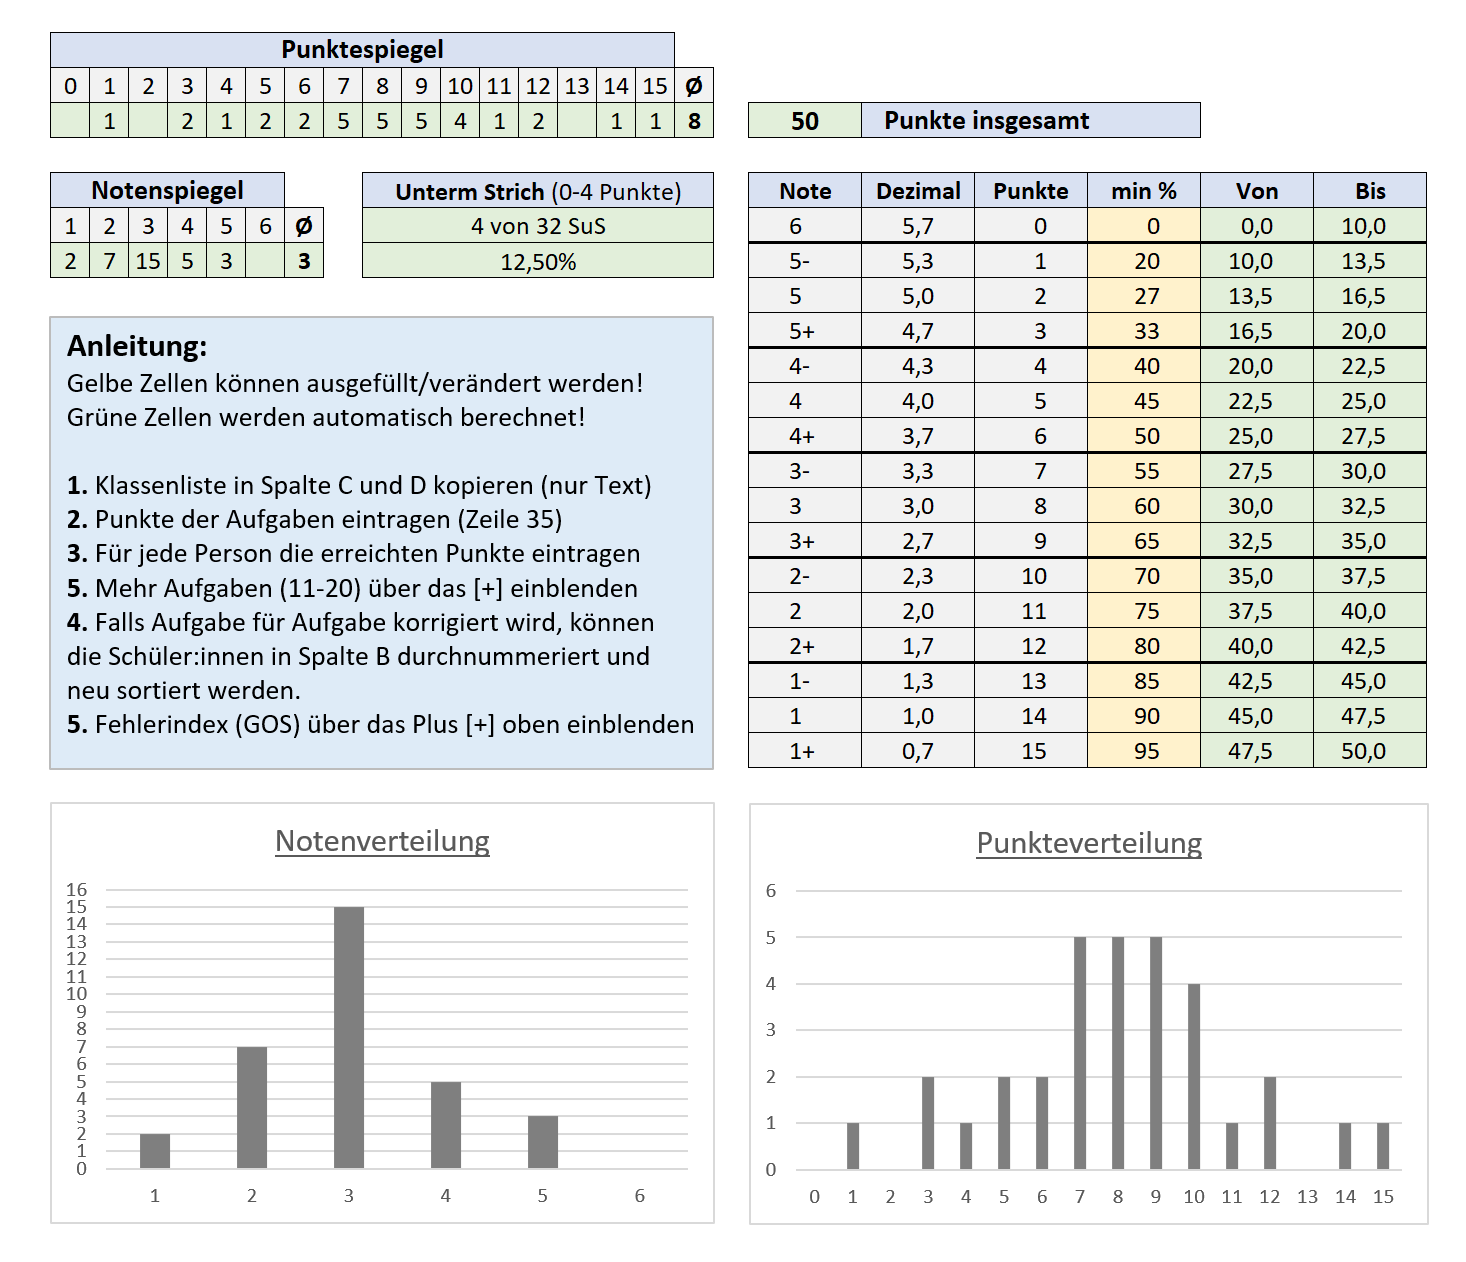 Punktespiegel
0 1 2 3 4 5 6 7 8 9 10 11 12 13 14 15 Ø
1 2 1 2 2 5 5 5 4 1 2 1 1 8
50 Punkte insgesamt
Notenspiegel
1 2 3 4 5 6 Ø
2 7 15 5 3 3
Unterm Strich (0-4 Punkte)
4 von 32 SuS
12,50%
Anleitung:
Gelbe Zellen können ausgefüllt/verändert werden!
Grüne Zellen werden automatisch berechnet!
1. Klassenliste in Spalte C und D kopieren (nur Text)
2. Punkte der Aufgaben eintragen (Zeile 35)
3. Für jede Person die erreichten Punkte eintragen
5. Mehr Aufgaben (11-20) über das [+] einblenden
4. Falls Aufgabe für Aufgabe korrigiert wird, können
die Schüler:innen in Spalte B durchnummeriert und
neu sortiert werden.
5. Fehlerindex (GOS) über das Plus [+] oben einblenden
Note Dezimal Punkte min % Von Bis
6 5,7 0 0 0,0 10,0
5- 5,3 1 20 10,0 13,5
5 5,0 2 27 13,5 16,5
5+ 4,7 3 33 16,5 20,0
4- 4,3 4 40 20,0 22,5
4 4,0 5 45 22,5 25,0
4+ 3,7 6 50 25,0 27,5
3- 3,3 7 55 27,5 30,0
3 3,0 8 60 30,0 32,5
3+ 2,7 9 65 32,5 35,0
2- 2,3 10 70 35,0 37,5
2 2,0 11 75 37,5 40,0
2+ 1,7 12 80 40,0 42,5
1- 1,3 13 85 42,5 45,0
1 1,0 14 90 45,0 47,5
1+ 0,7 15 95 47,5 50,0
Notenverteilung
16
15
14
13
12
11
10
9
8
7
6
5
4
3
2
1
0
1 2 3 4 5 6
Punkteverteilung
6
5
4
3
2
1
0
0 1 2 3 4 5 6 7 8 9 10 11 12 13 14 15